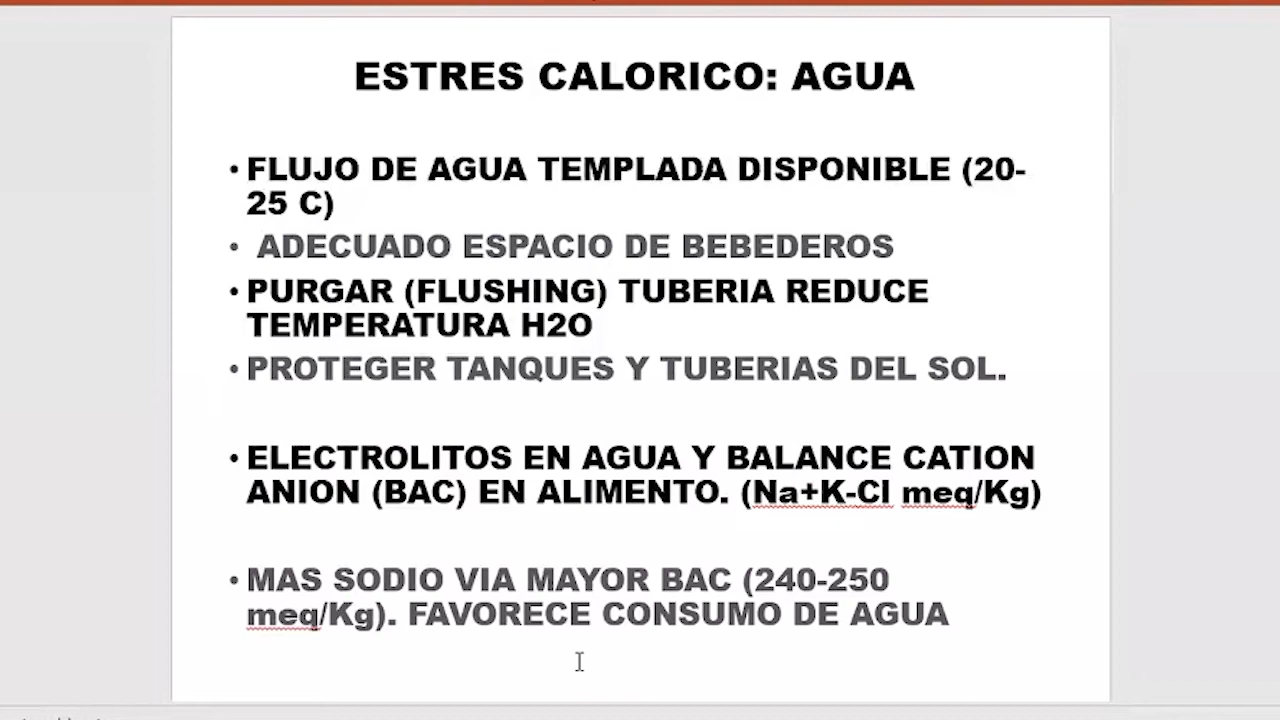 ESTRES CALORICO: AGUA
• FLUJO DE AGUA TEMPLADA DISPONIBLE (20-
25 C)
• ADECUADO ESPACIO DE BEBEDEROS
• PURGAR (FLUSHING) TUBERIA REDUCE
TEMPERATURA H2O
• PROTEGER TANQUES Y TUBERIAS DEL SOL.
• ELECTROLITOS EN AGUA Y BALANCE CATION
ANION (BAC) EN ALIMENTO. (Na+K-Cl meq/Kg)
• MAS SODIO VIA MAYOR BAC (240-250
meq/Kg). FAVORECE CONSUMO DE AGUA